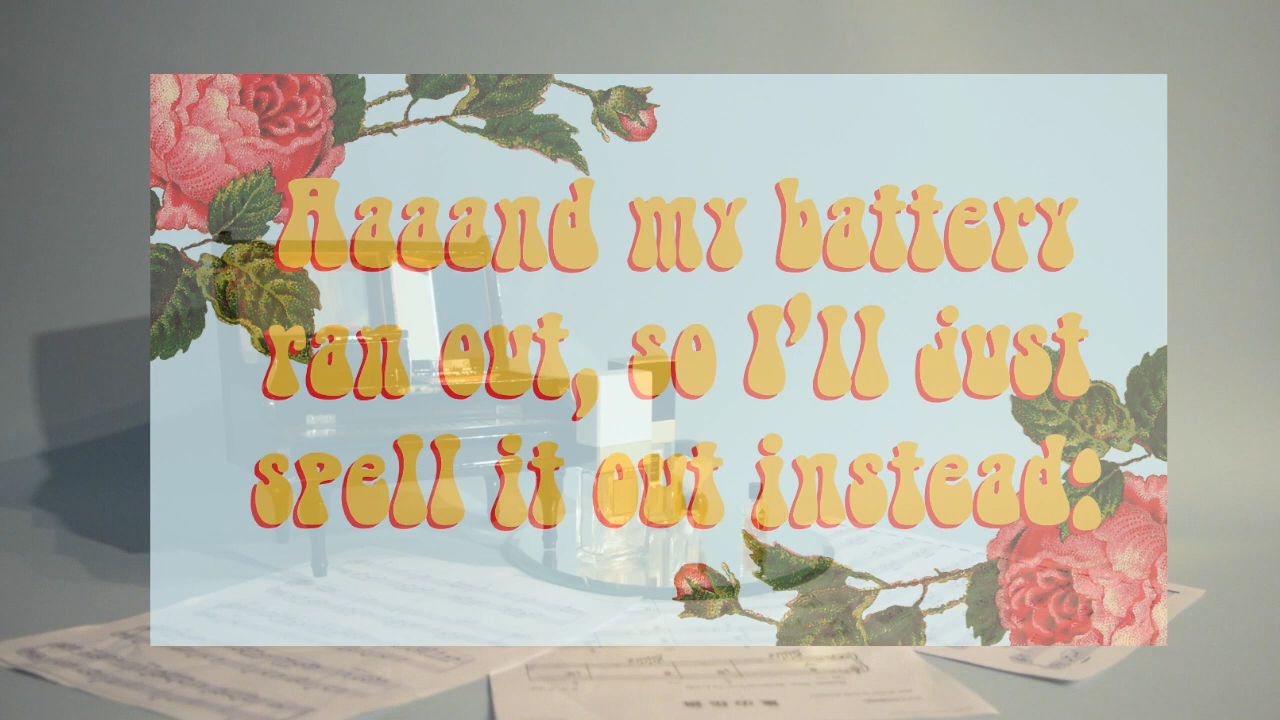 Aaaand my battery
ran out, so I'll just
spell it out instead: